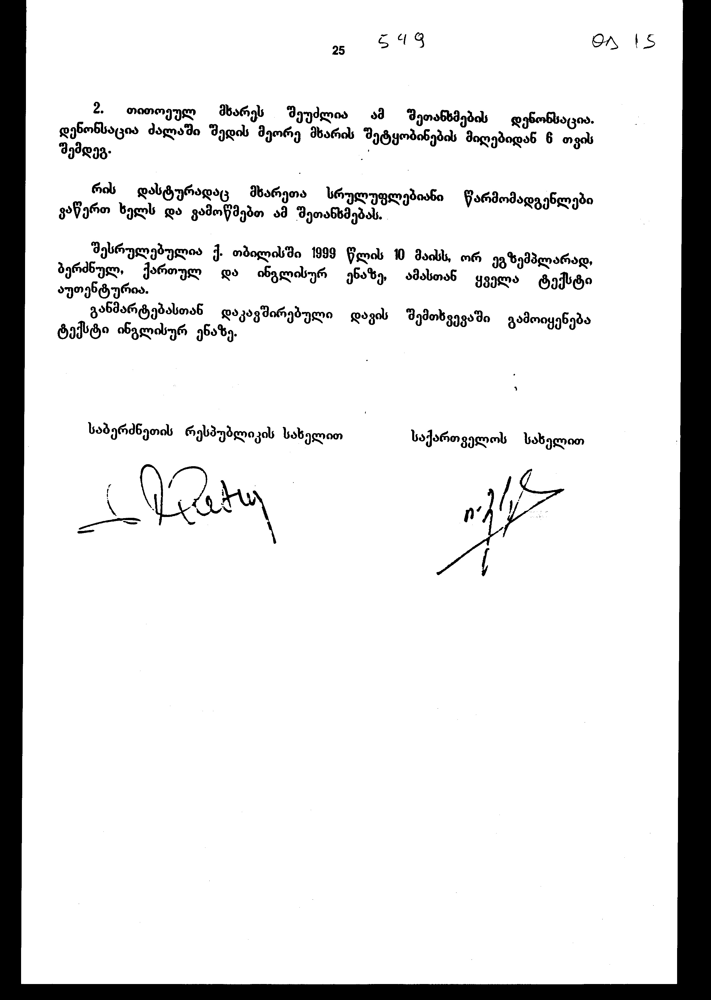 25
549
15
2. თითოეულ მხარეს შეუძლია ამ შეთანხმების დენონსაცია.
დენონსაცია ძალაში შედის მეორე მხარის შეტყობინების მიღებიდან 6 თვის
შემდეგ.
რის დასტურადაც მხარეთა სრულუფლებიანი წარმომადგენლები
ვაწერთ ხელს და ვამოწმებთ ამ შეთანხმებას.
შესრულებულია ქ. თბილისში 1999 წლის 10 მაისს, ორ ეგზემპლარად,
ბერძნულ, ქართულ და ინგლისურ ენაზე, ამასთან ყველა ტექსტი
აუთენტურია.
განმარტებასთან დაკავშირებული დავის შემთხვევაში გამოიყენება
ტექსტი ინგლისურ ენაზე.
საბერძნეთის რესპუბლიკის სახელით
საქართველოს სახელით